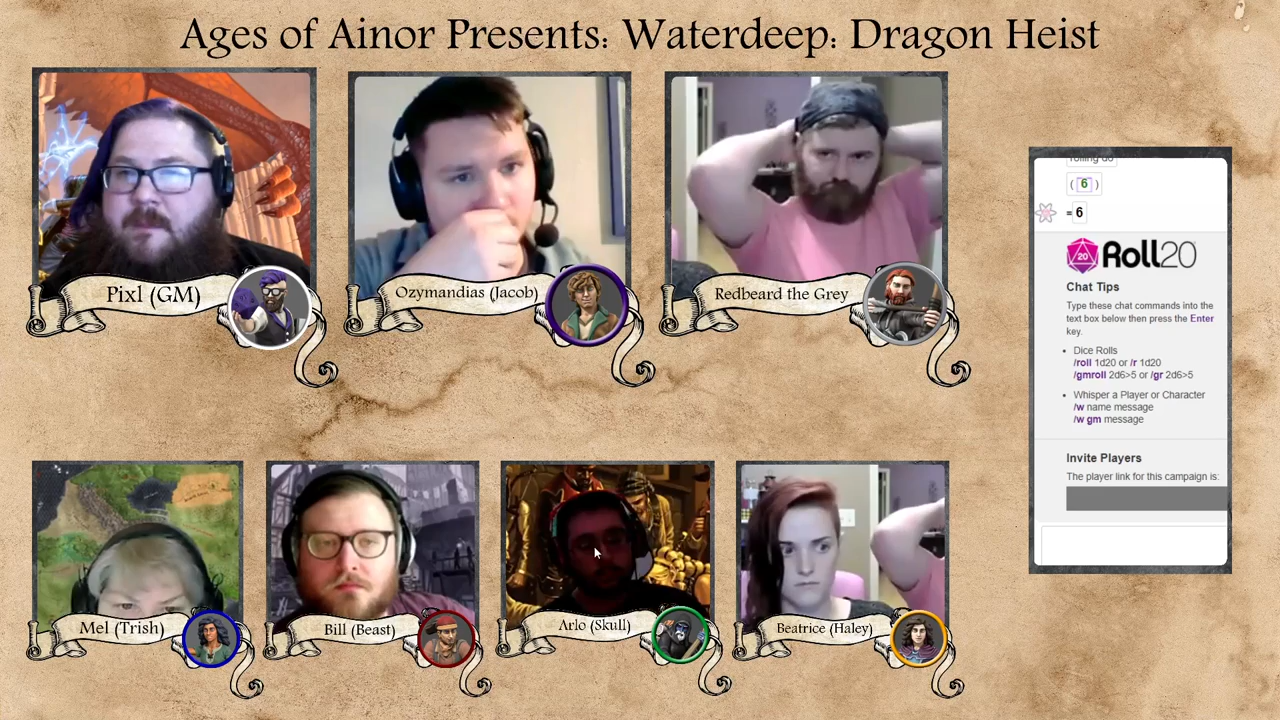 Ages of Ainor Presents: Waterdeep: Dragon Heist
Pixl (GM)
Ozymandias (Jacob)
Redbeard the Grey
Mel (Trish)
Bill (Beast)
Arlo (Skull)
Beatrice (Haley)
( 6 )
= 6
20
Roll20
Chat Tips
Type these chat commands into the
text box below then press the Enter
key.
Dice Rolls
/roll 1d20 or /r 1d20
/gmroll 2d6>5 or /gr 2d6>5
Whisper a Player or Character
/w name message
/w gm message
Invite Players
The player link for this campaign is: